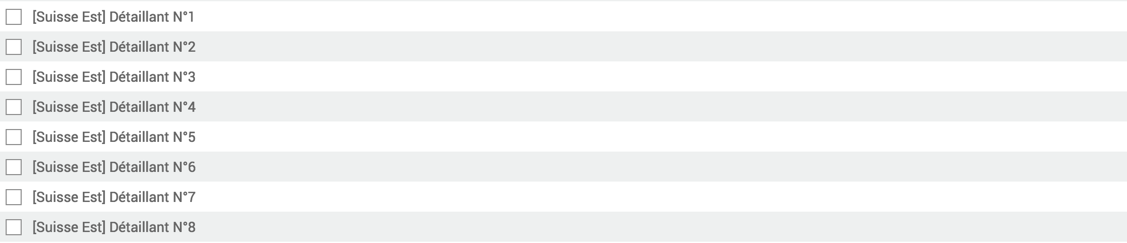 [Suisse Est] Détaillant N°1
[Suisse Est] Détaillant N°2
[Suisse Est] Détaillant N°3
[Suisse Est] Détaillant N°4
[Suisse Est] Détaillant N°5
[Suisse Est] Détaillant N°6
[Suisse Est] Détaillant N°7
[Suisse Est] Détaillant N°8